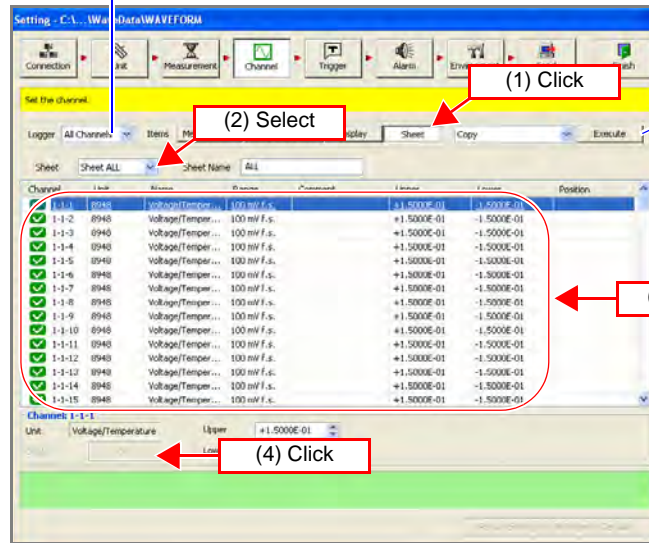 Setting - C:\...\WaveData\WAVEFORM
Connection
Unit
Measurement
Channel
Trigger
Alarm
(1) Click
Set the channel.
(2) Select
Logger All Channels Items Sheet Copy Execute
Sheet Sheet ALL Sheet Name ALL
Channel Unit Name Range Comment Upper Lower Position
1-1-1 8948 Voltage/Temper... 100 mV f.s. +1.5000E-01 -1.5000E-01
1-1-2 8948 Voltage/Temper... 100 mV f.s. +1.5000E-01 -1.5000E-01
1-1-3 8948 Voltage/Temper... 100 mV f.s. +1.5000E-01 -1.5000E-01
1-1-4 8948 Voltage/Temper... 100 mV f.s. +1.5000E-01 -1.5000E-01
1-1-5 8948 Voltage/Temper... 100 mV f.s. +1.5000E-01 -1.5000E-01
1-1-6 8948 Voltage/Temper... 100 mV f.s. +1.5000E-01 -1.5000E-01
1-1-7 8948 Voltage/Temper... 100 mV f.s. +1.5000E-01 -1.5000E-01
1-1-8 8948 Voltage/Temper... 100 mV f.s. +1.5000E-01 -1.5000E-01
1-1-9 8948 Voltage/Temper... 100 mV f.s. +1.5000E-01 -1.5000E-01
1-1-10 8948 Voltage/Temper... 100 mV f.s. +1.5000E-01 -1.5000E-01
1-1-11 8948 Voltage/Temper... 100 mV f.s. +1.5000E-01 -1.5000E-01
1-1-12 8948 Voltage/Temper... 100 mV f.s. +1.5000E-01 -1.5000E-01
1-1-13 8948 Voltage/Temper... 100 mV f.s. +1.5000E-01 -1.5000E-01
1-1-14 8948 Voltage/Temper... 100 mV f.s. +1.5000E-01 -1.5000E-01
1-1-15 8948 Voltage/Temper... 100 mV f.s. +1.5000E-01 -1.5000E-01
Channel: 1-1-1
Unit Voltage/Temperature Upper +1.5000E-01
(4) Click